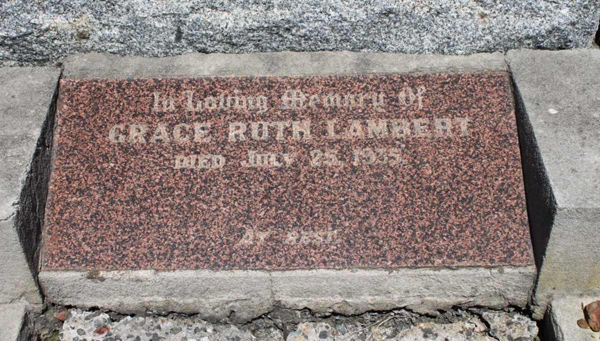 In Loving Memory Of
GRACE RUTH LAMBERT
DIED JULY 25, 1935.
AT REST